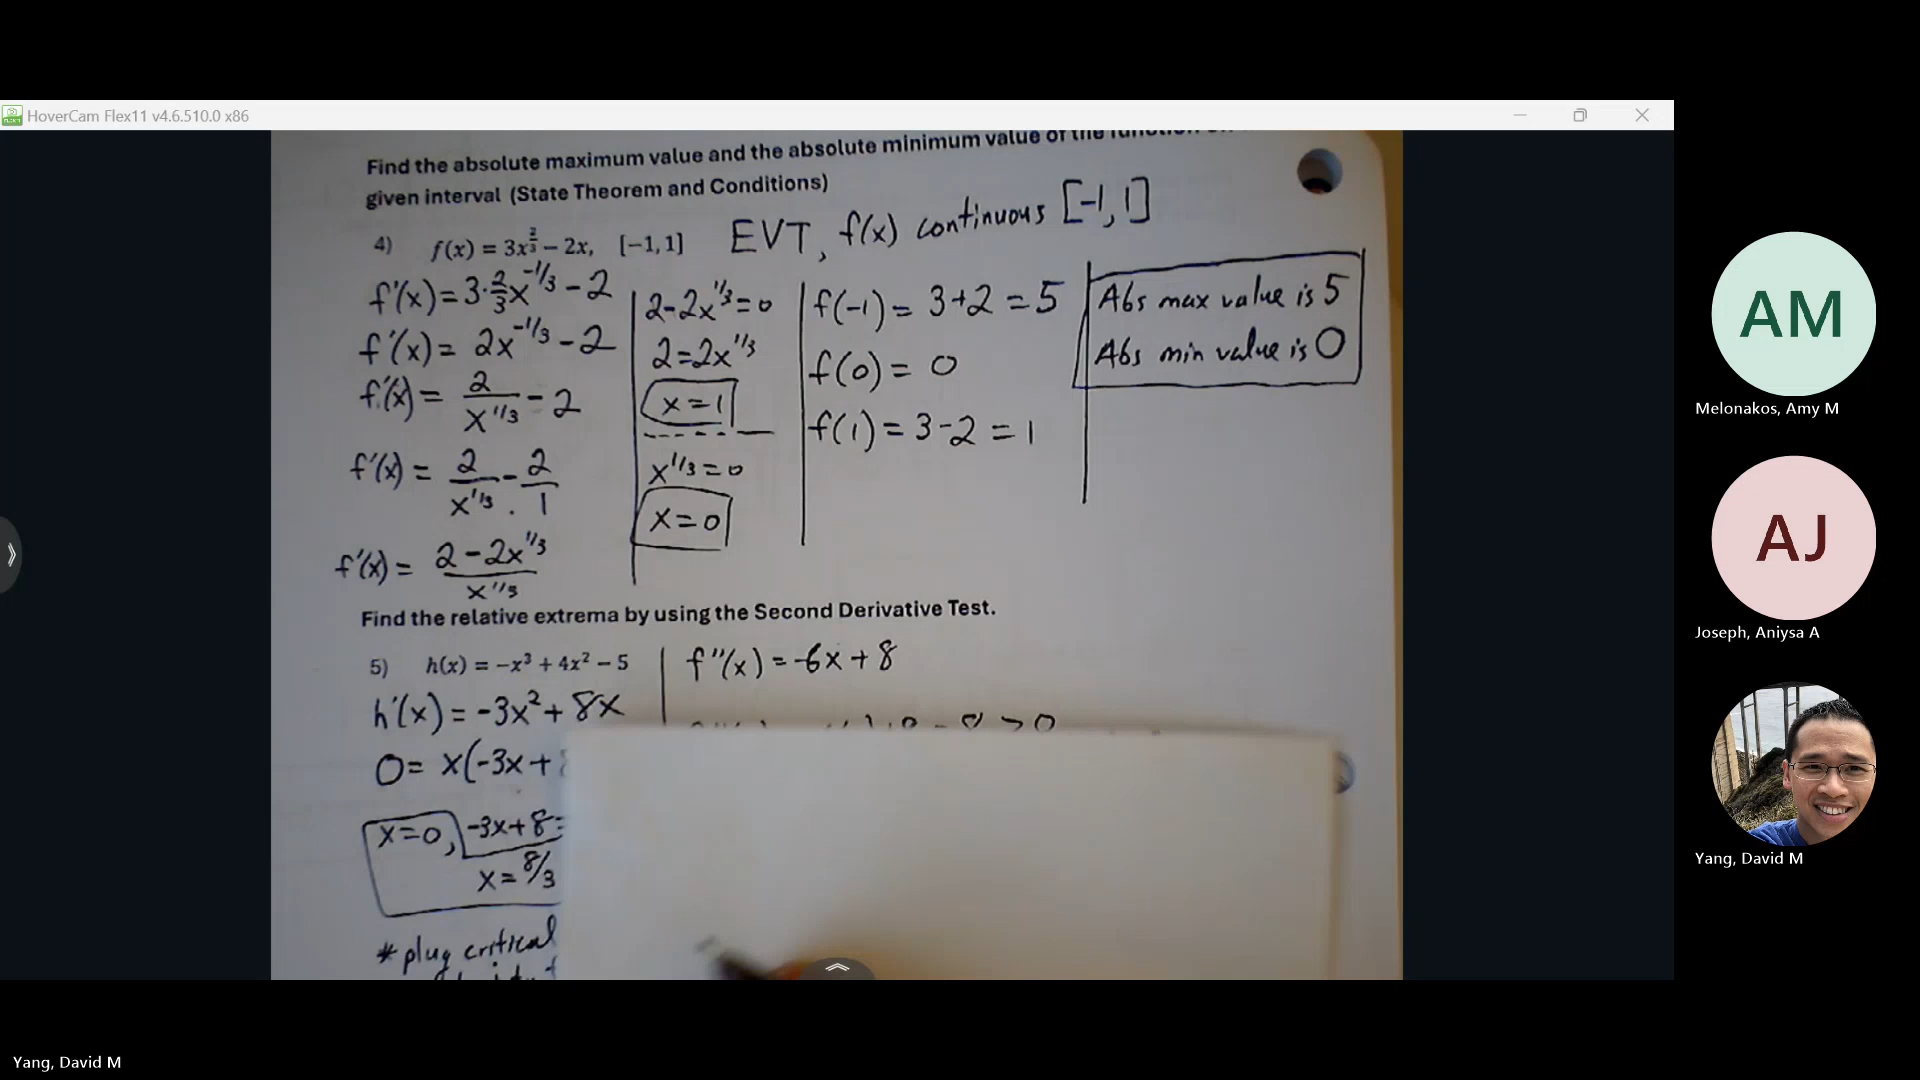 HoverCam Flex11 v4.6.510.0 x86
Find the absolute maximum value and the absolute minimum value of the function
given interval (State Theorem and Conditions)
4) f(x) = 3x^{2/3} − 2x, [−1, 1]
EVT, f(x) continuous [-1, 1]
f'(x) = 3·2/3x^{-1/3} - 2
f'(x) = 2x^{-1/3} - 2
f'(x) = 2/x^{1/3} - 2
f'(x) = 2/x^{1/3} - 2/1
f'(x) = (2 - 2x^{1/3})/x^{1/3}
2-2x^{1/3}=0
2=2x^{1/3}
x=1
x^{1/3}=0
x=0
f(-1) = 3+2 = 5
f(0) = 0
f(1) = 3-2 = 1
Abs max value is 5
Abs min value is 0
Find the relative extrema by using the Second Derivative Test.
5) h(x) = −x³ + 4x² − 5
h'(x) = -3x²+ 8x
0= x(-3x+
x=0, -3x+8=
x=8/3
*plug critical
f"(x) = -6x + 8
AM
Melonakos, Amy M
AJ
Joseph, Aniysa A
Yang, David M
Yang, David M